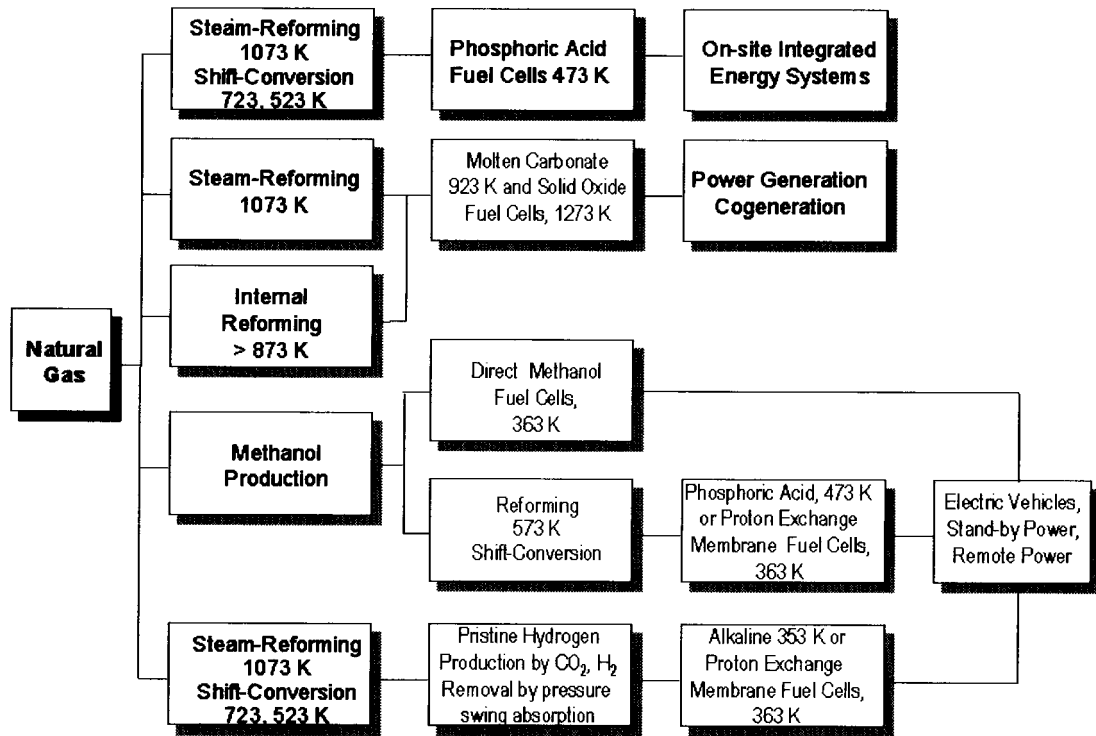 Steam-Reforming
1073 K
Shift-Conversion
723, 523 K
Phosphoric Acid
Fuel Cells 473 K
On-site Integrated
Energy Systems
Steam-Reforming
1073 K
Molten Carbonate
923 K and Solid Oxide
Fuel Cells, 1273 K
Power Generation
Cogeneration
Internal
Reforming
> 873 K
Natural
Gas
Direct Methanol
Fuel Cells,
363 K
Methanol
Production
Reforming
573 K
Shift-Conversion
Phosphoric Acid, 473 K
or Proton Exchange
Membrane Fuel Cells,
363 K
Electric Vehicles,
Stand-by Power,
Remote Power
Steam-Reforming
1073 K
Shift-Conversion
723, 523 K
Pristine Hydrogen
Production by CO₂, H₂
Removal by pressure
swing absorption
Alkaline 353 K or
Proton Exchange
Membrane Fuel Cells,
363 K